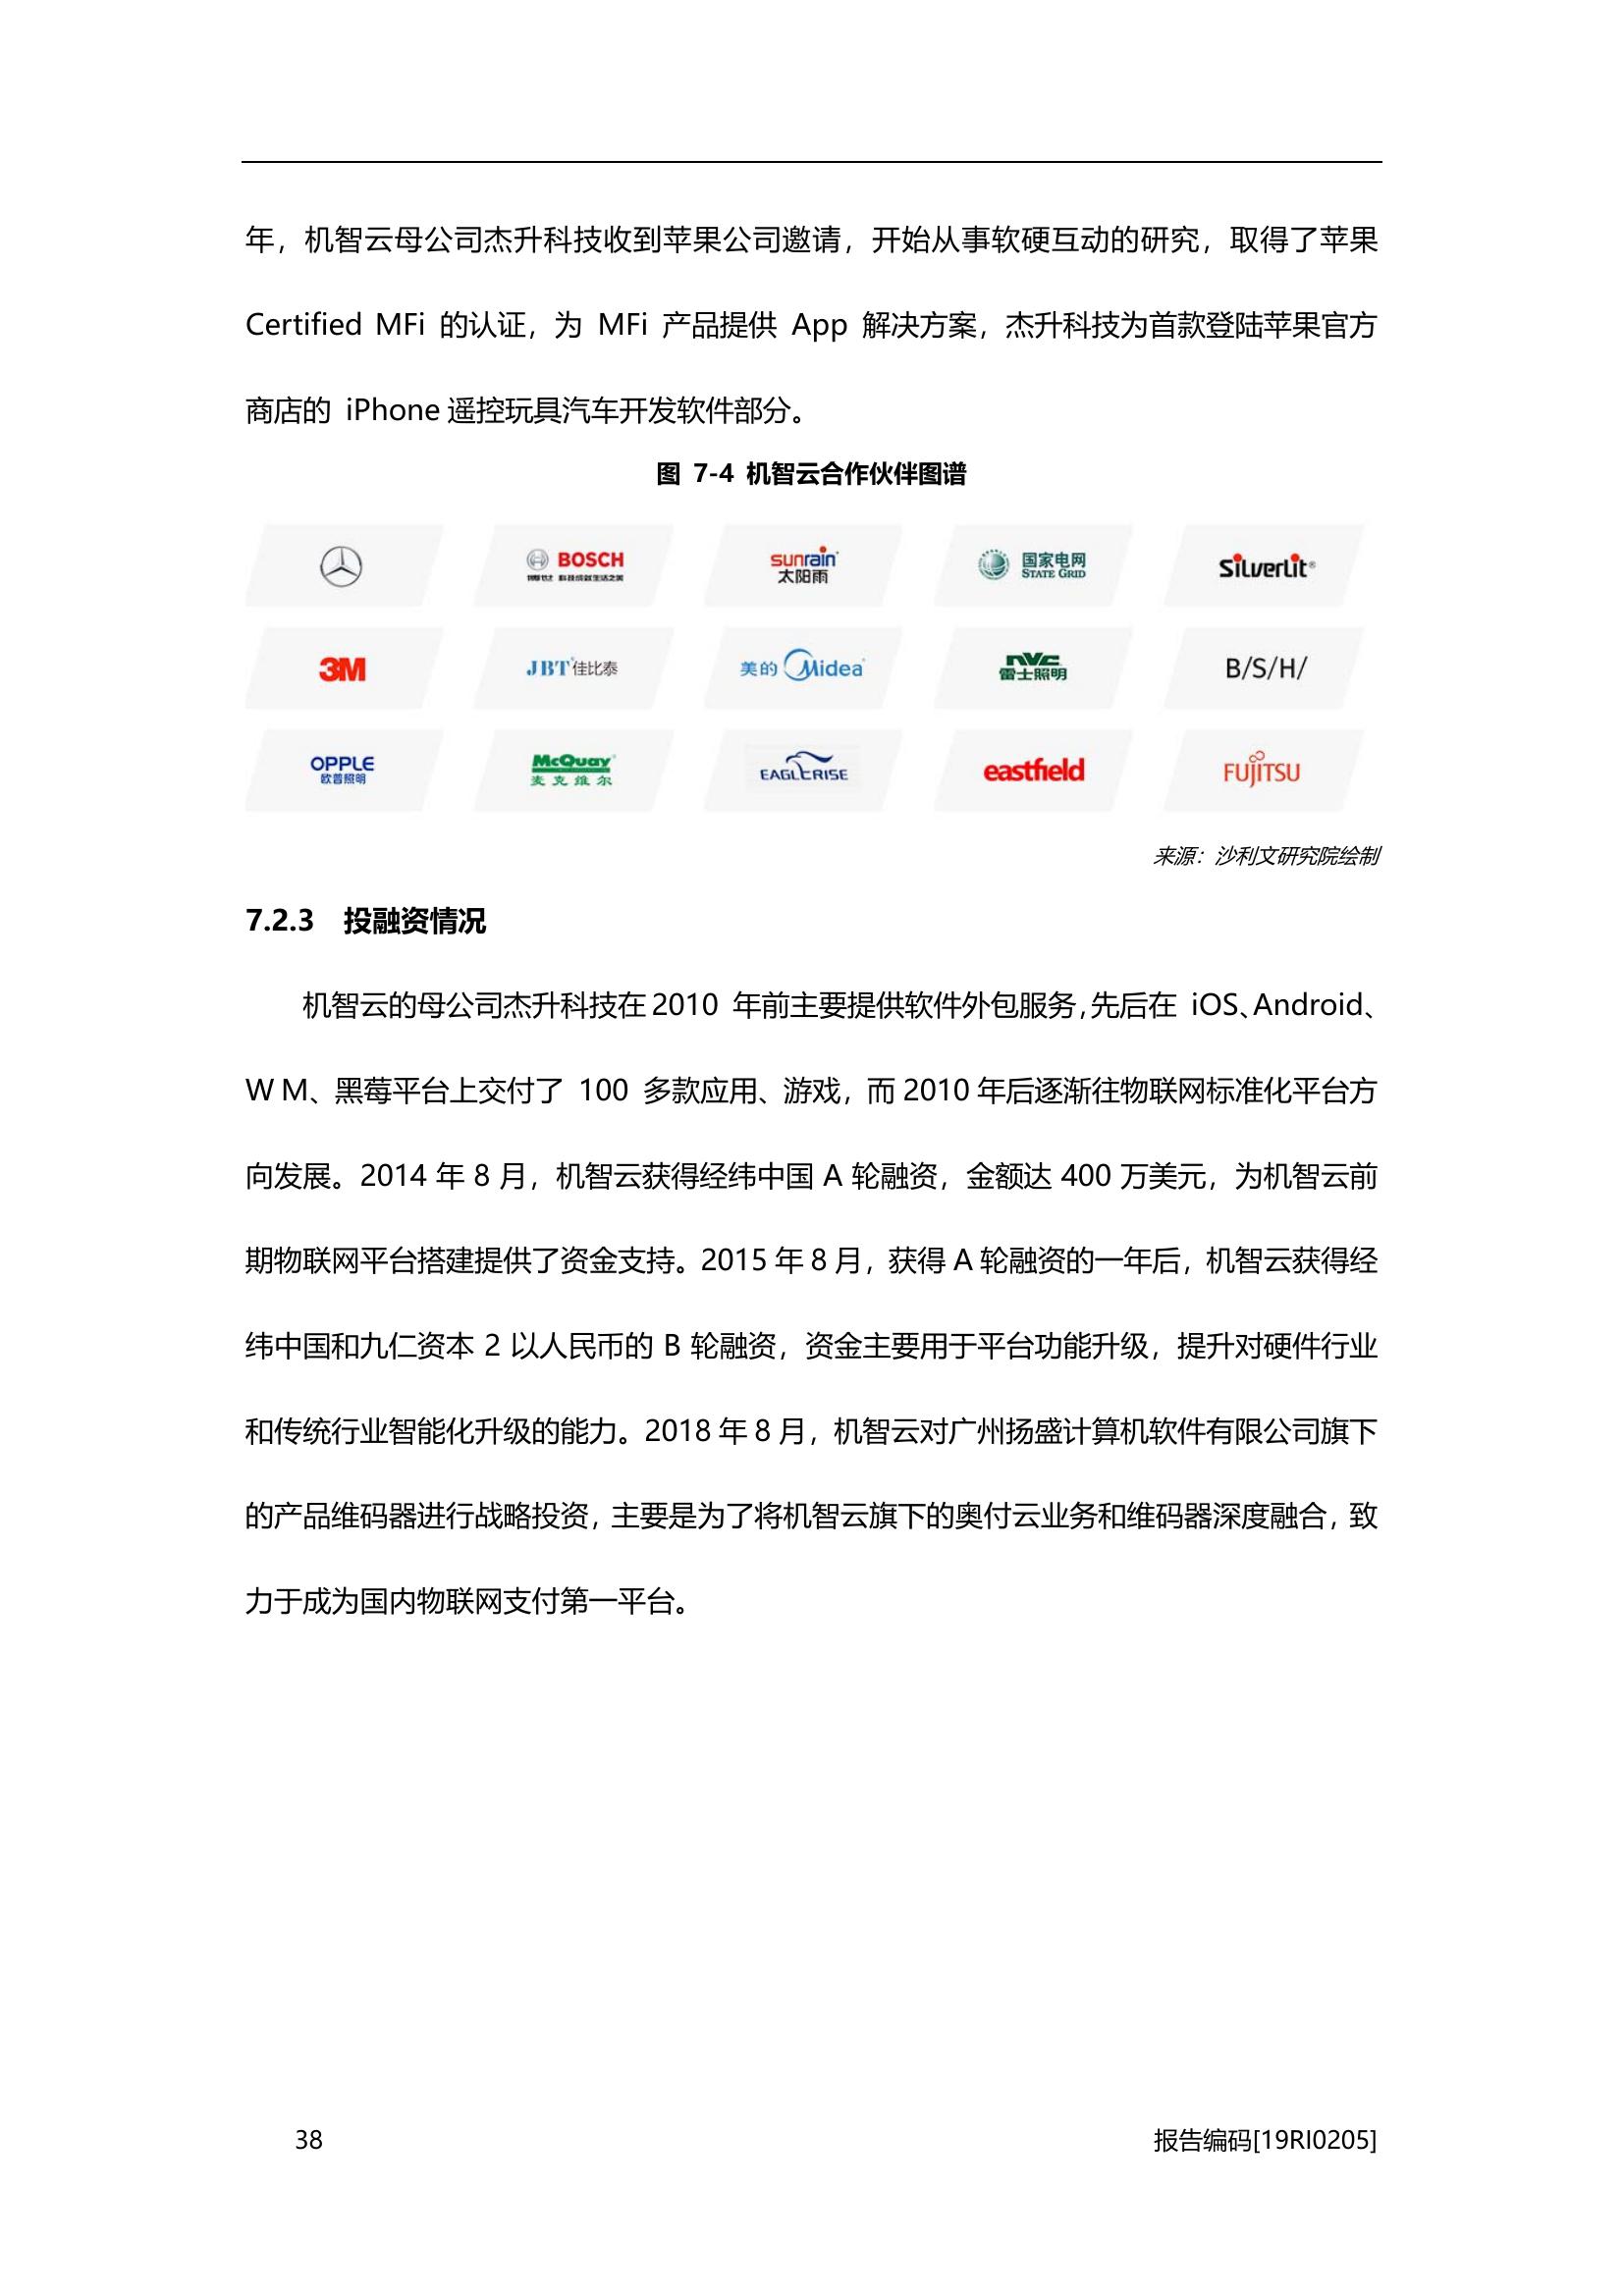 年，机智云母公司杰升科技收到苹果公司邀请，开始从事软硬互动的研究，取得了苹果
Certified MFi 的认证，为 MFi 产品提供 App 解决方案，杰升科技为首款登陆苹果官方
商店的 iPhone 遥控玩具汽车开发软件部分。
图 7-4 机智云合作伙伴图谱
BOSCH
博世 科技成就生活之美
sunrain
太阳雨
国家电网
STATE GRID
Silverlit®
3M
JBT 佳比泰
美的 Midea
nvc
雷士照明
B/S/H/
OPPLE
欧普照明
McQuay
麦克维尔
EAGLERISE
eastfield
FUJITSU
来源：沙利文研究院绘制
7.2.3 投融资情况
机智云的母公司杰升科技在 2010 年前主要提供软件外包服务，先后在 iOS、Android、
W M、黑莓平台上交付了 100 多款应用、游戏，而 2010 年后逐渐往物联网标准化平台方
向发展。2014 年 8 月，机智云获得经纬中国 A 轮融资，金额达 400 万美元，为机智云前
期物联网平台搭建提供了资金支持。2015 年 8 月，获得 A 轮融资的一年后，机智云获得经
纬中国和九仁资本 2 以人民币的 B 轮融资，资金主要用于平台功能升级，提升对硬件行业
和传统行业智能化升级的能力。2018 年 8 月，机智云对广州扬盛计算机软件有限公司旗下
的产品维码器进行战略投资，主要是为了将机智云旗下的奥付云业务和维码器深度融合，致
力于成为国内物联网支付第一平台。
38
报告编码[19RI0205]